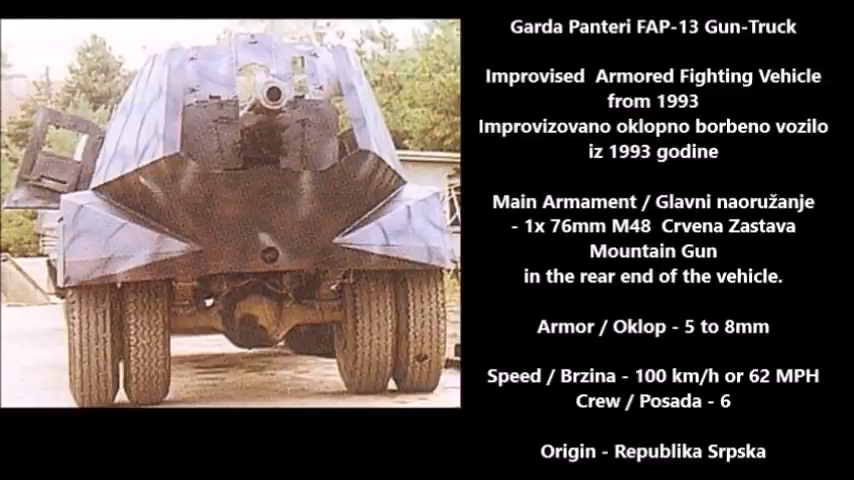 Garda Panteri FAP-13 Gun-Truck
Improvised Armored Fighting Vehicle
from 1993
Improvizovano oklopno borbeno vozilo
iz 1993 godine
Main Armament / Glavni naoružanje
- 1x 76mm M48 Crvena Zastava
Mountain Gun
in the rear end of the vehicle.
Armor / Oklop - 5 to 8mm
Speed / Brzina - 100 km/h or 62 MPH
Crew / Posada - 6
Origin - Republika Srpska